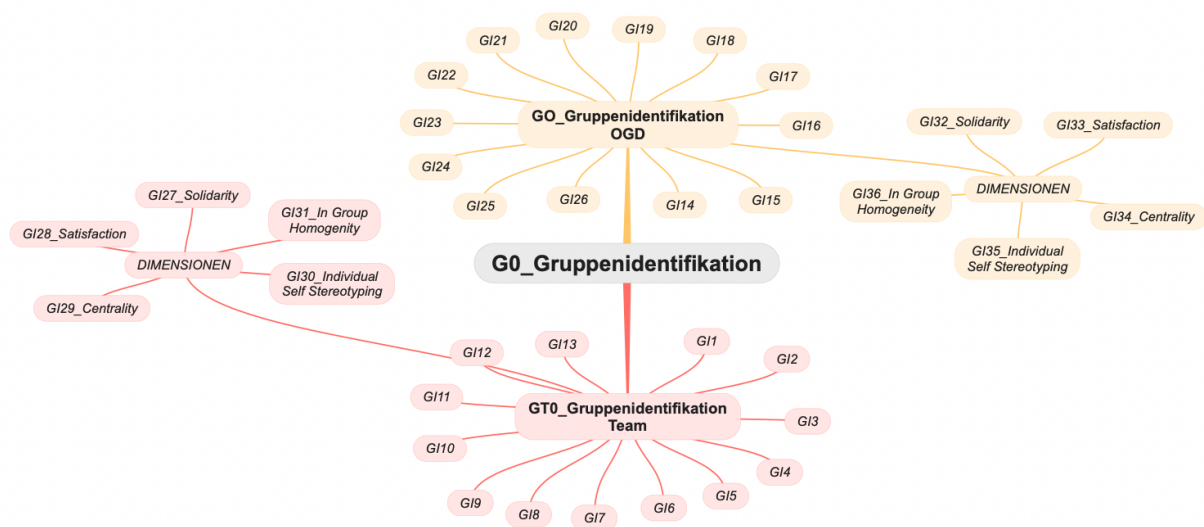 GI20
GI19
GI21
GI18
GI22
GI17
GO_Gruppenidentifikation
OGD
GI23
GI16
GI24
GI25
GI26
GI14
GI15
GI32_Solidarity
GI33_Satisfaction
DIMENSIONEN
GI36_In Group
Homogeneity
GI34_Centrality
GI35_Individual
Self Stereotyping
GI27_Solidarity
GI31_In Group
Homogenity
GI28_Satisfaction
DIMENSIONEN
GI30_Individual
Self Stereotyping
GI29_Centrality
G0_Gruppenidentifikation
GI13
GI1
GI12
GI2
GI11
GT0_Gruppenidentifikation
Team
GI3
GI10
GI4
GI9
GI5
GI8
GI7
GI6